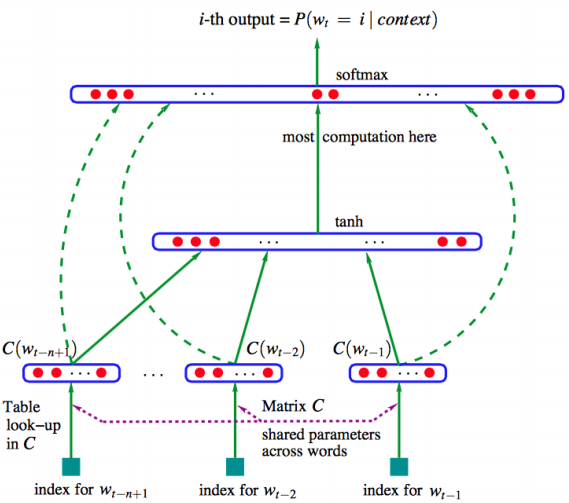 i-th output = P(w_t = i | context)
softmax
. . .
. . .
most computation here
tanh
. . .
. . .
C(w_{t−n+1})
C(w_{t−2})
C(w_{t−1})
. . .
. . .
. . .
. . .
Table
look−up
in C
Matrix C
shared parameters
across words
index for w_{t−n+1}
index for w_{t−2}
index for w_{t−1}